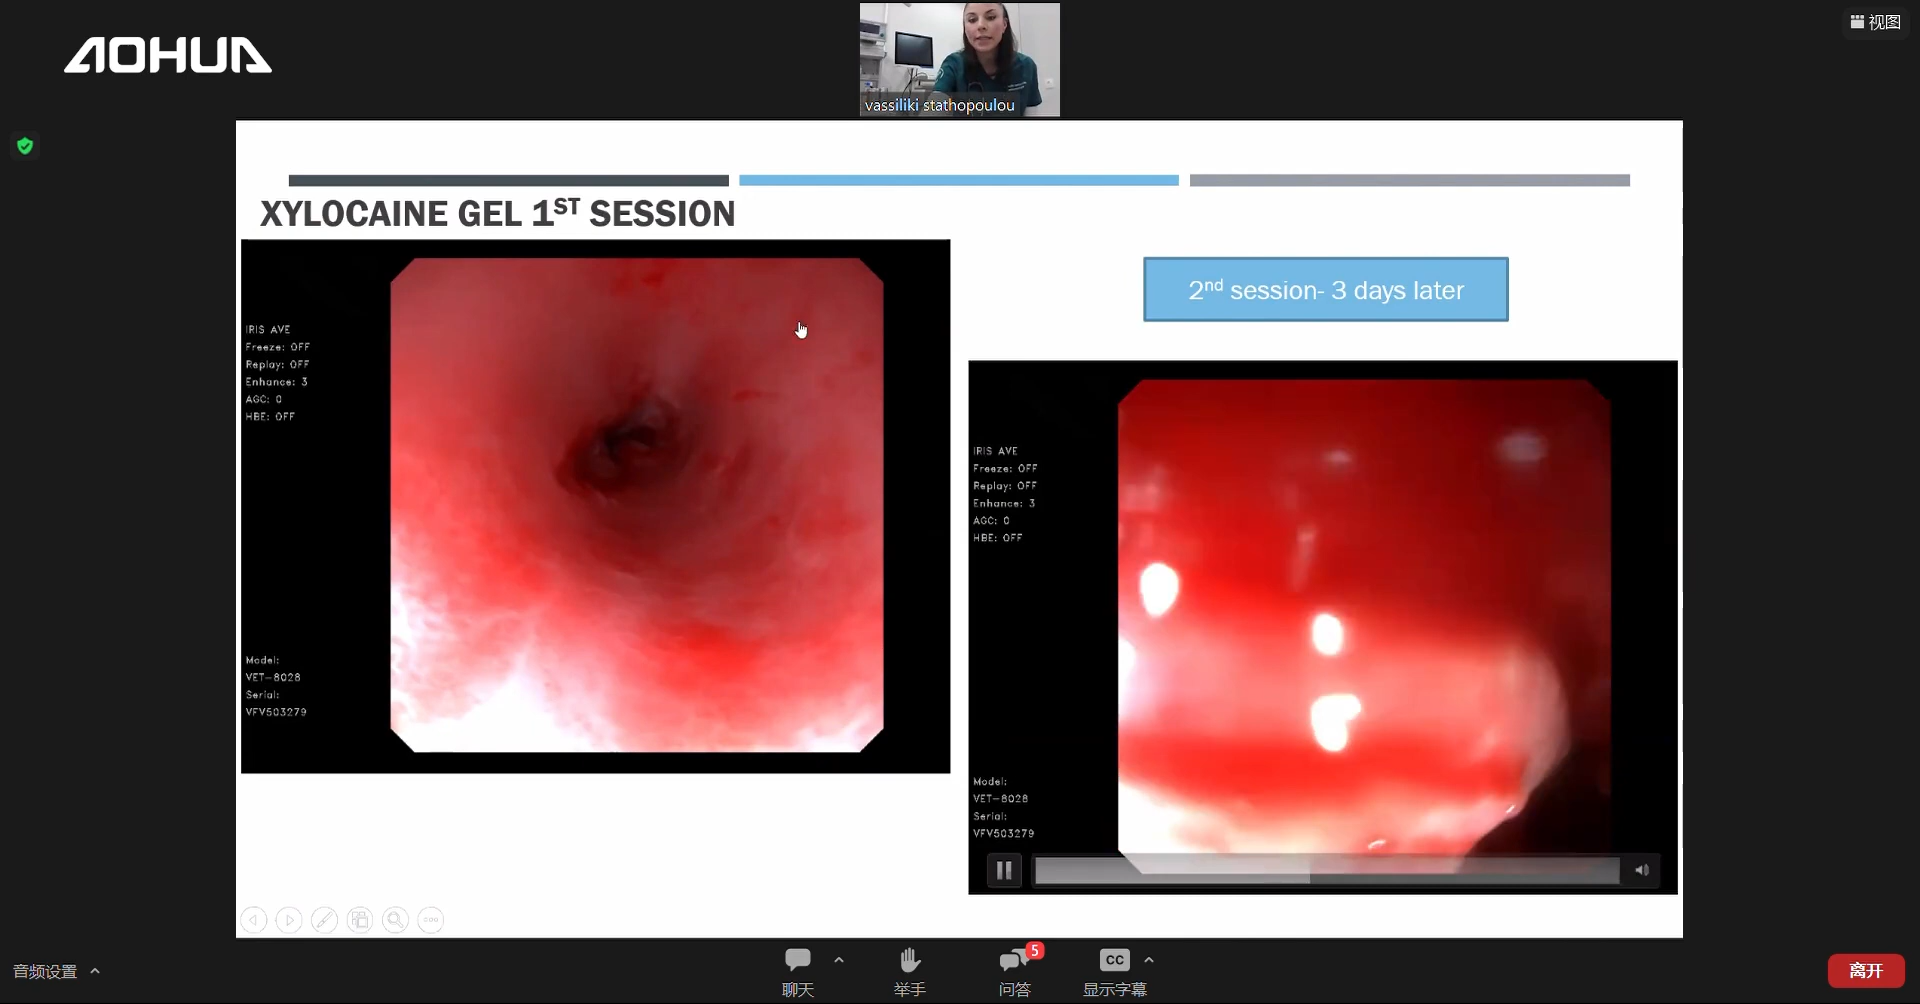 AOHUA
vassiliki stathopoulou
视图
XYLOCAINE GEL 1ST SESSION
IRIS AVE
Freeze: OFF
Replay: OFF
Enhance: 3
AGC: 0
HBE: OFF
Model:
VET-8028
Serial:
VFV503279
2nd session- 3 days later
IRIS AVE
Freeze: OFF
Replay: OFF
Enhance: 3
AGC: 0
HBE: OFF
Model:
VET-8028
Serial:
VFV503279
音频设置
聊天
举手
5
问答
CC
显示字幕
离开